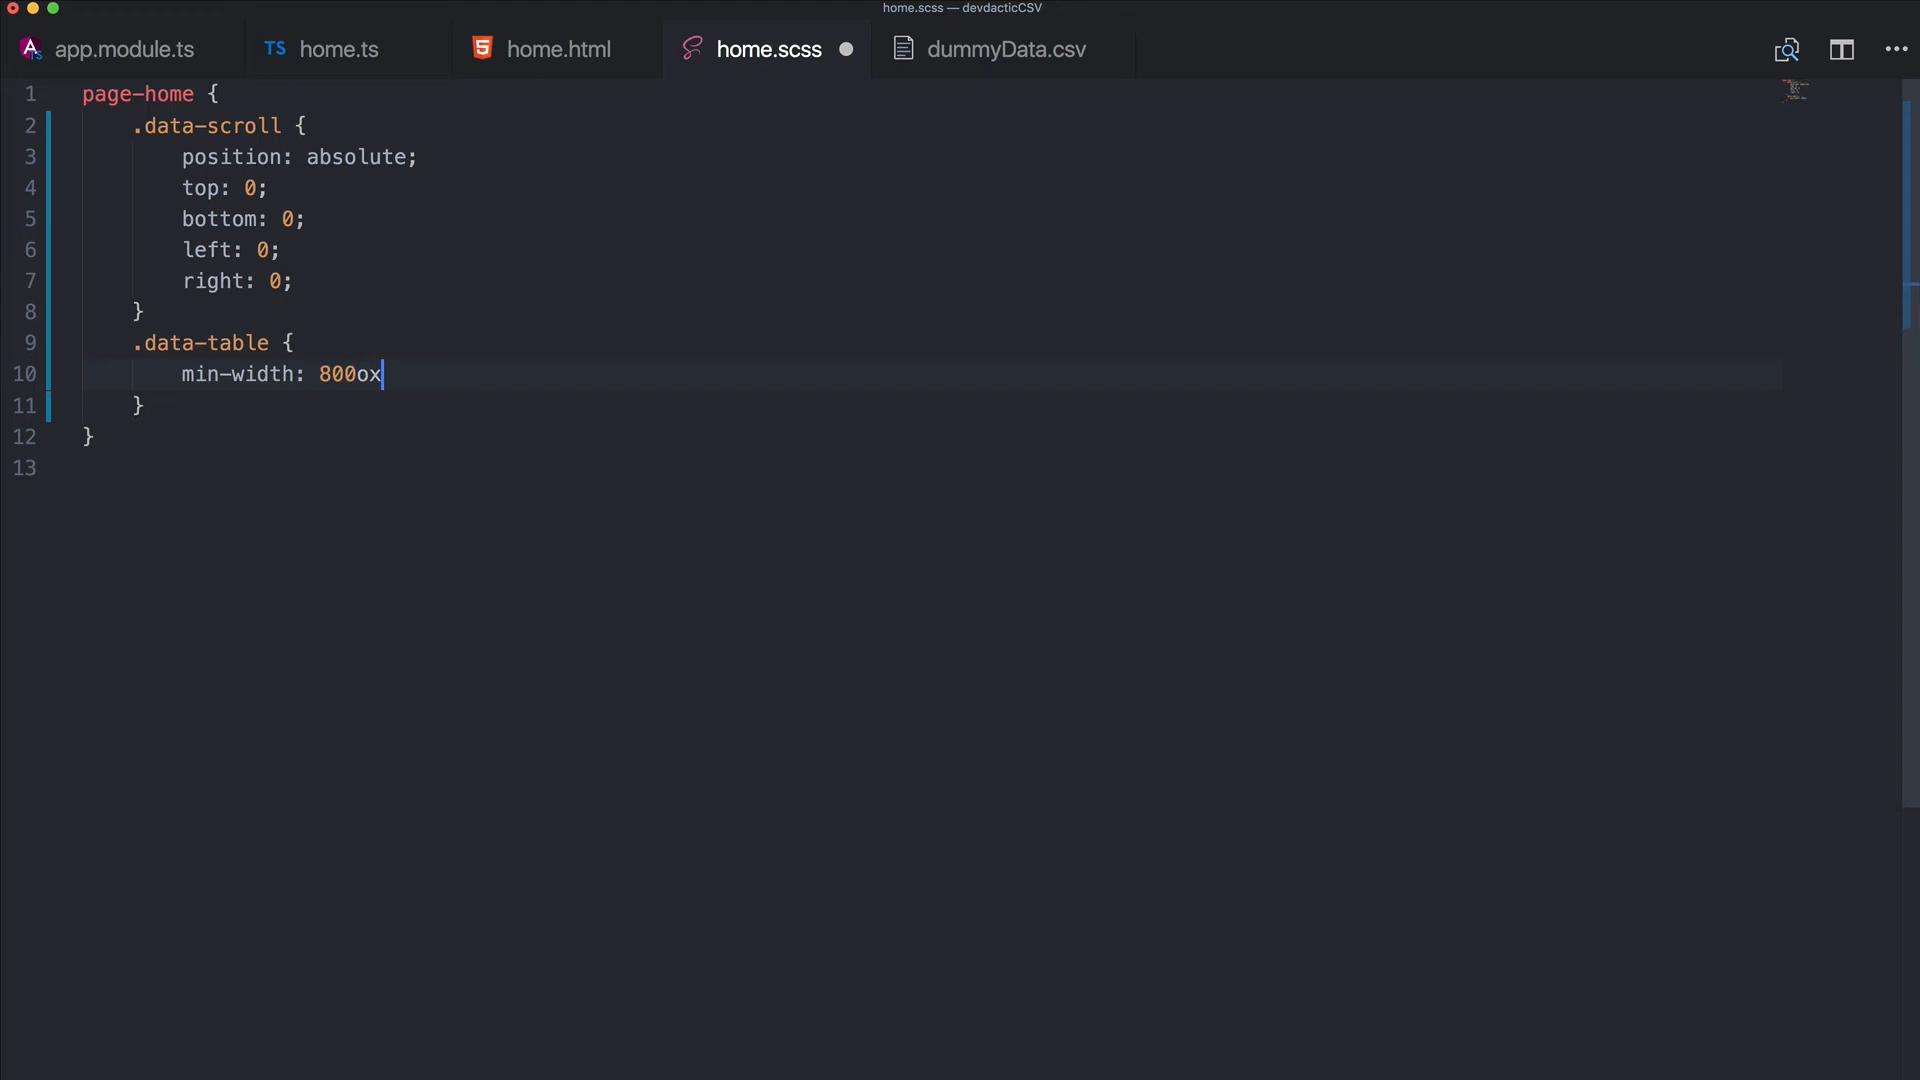 home.scss — devdacticCSV
app.module.ts
TS home.ts
home.html
home.scss
dummyData.csv
1 page-home {
2 .data-scroll {
3 position: absolute;
4 top: 0;
5 bottom: 0;
6 left: 0;
7 right: 0;
8 }
9 .data-table {
10 min-width: 800ox
11 }
12 }
13